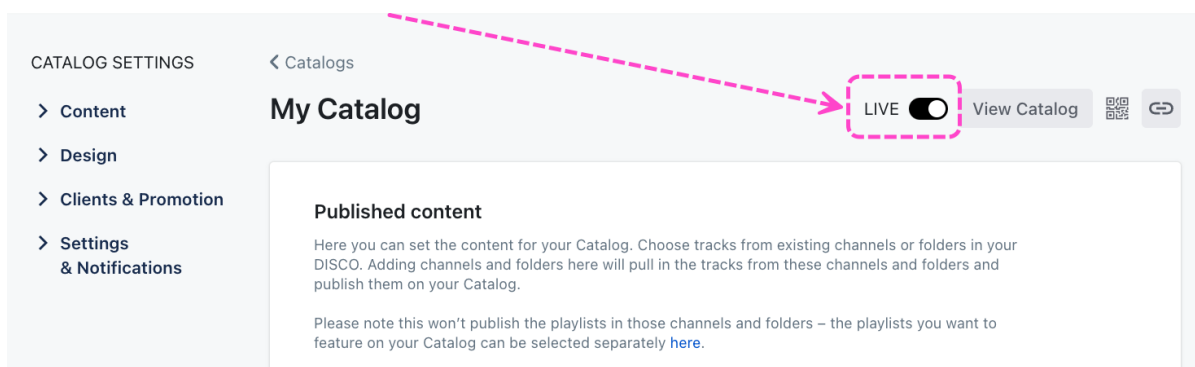 CATALOG SETTINGS
Content
Design
Clients & Promotion
Settings
& Notifications
Catalogs
My Catalog
LIVE
View Catalog
Published content
Here you can set the content for your Catalog. Choose tracks from existing channels or folders in your
DISCO. Adding channels and folders here will pull in the tracks from these channels and folders and
publish them on your Catalog.
Please note this won’t publish the playlists in those channels and folders – the playlists you want to
feature on your Catalog can be selected separately here.